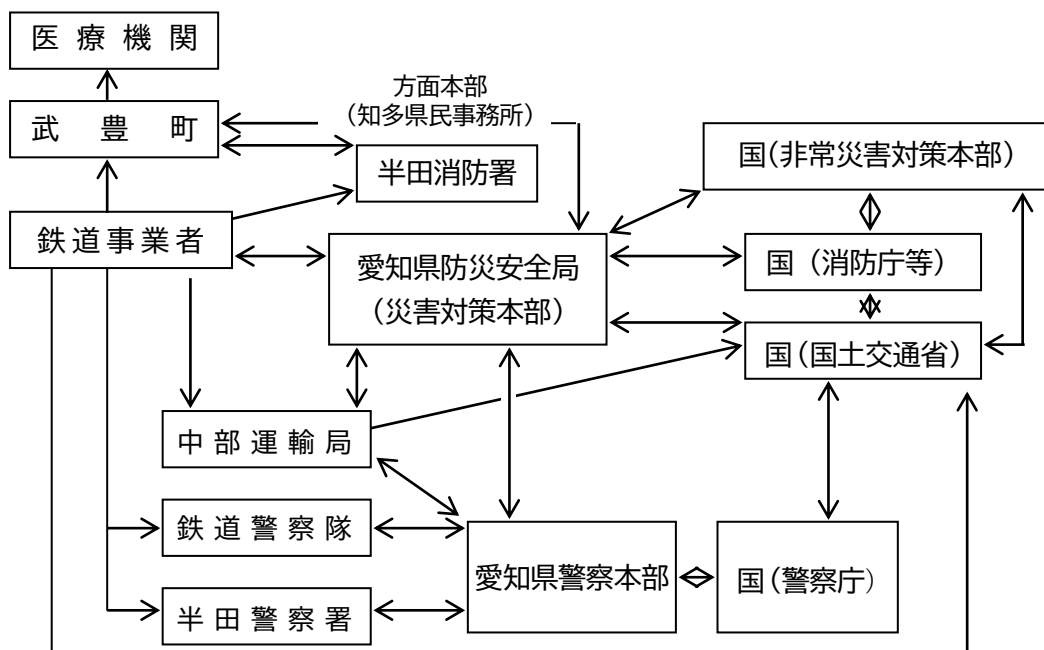 医療機関
方面本部
（知多県民事務所）
武豊町
半田消防署
国（非常災害対策本部）
鉄道事業者
愛知県防災安全局
（災害対策本部）
国（消防庁等）
国（国土交通省）
中部運輸局
鉄道警察隊
愛知県警察本部
国（警察庁）
半田警察署